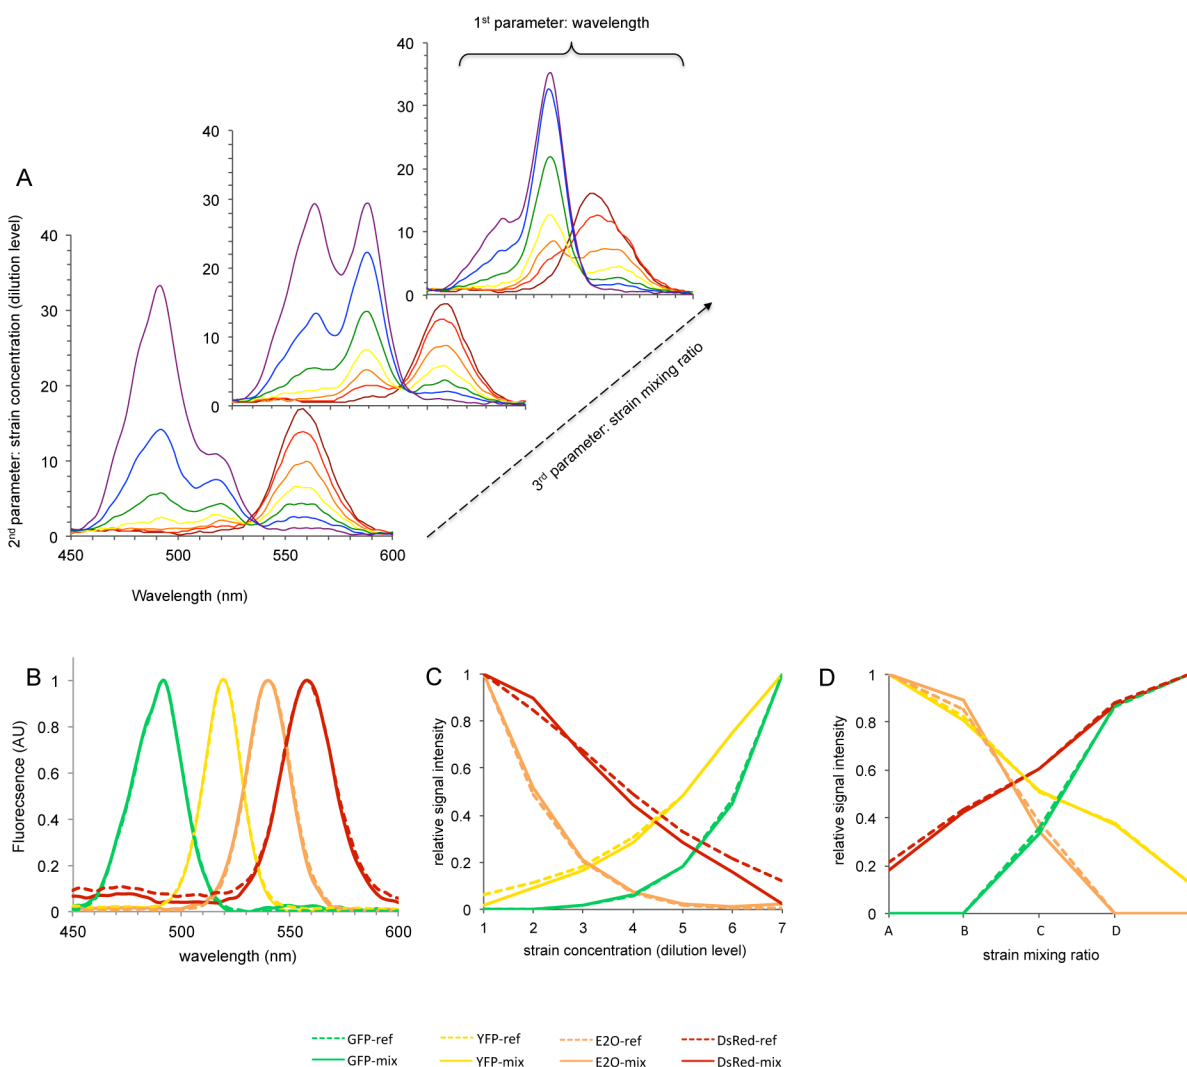 1st parameter: wavelength
A
2nd parameter: strain concentration (dilution level)
40
30
20
10
0
40
30
20
10
0
40
30
20
10
0
450
500
550
600
Wavelength (nm)
3rd parameter: strain mixing ratio
B
Fluorecsence (AU)
1
0.8
0.6
0.4
0.2
0
450
500
550
600
wavelength (nm)
C
relative signal intensity
1
0.8
0.6
0.4
0.2
0
1
2
3
4
5
6
7
strain concentration (dilution level)
D
relative signal intensity
1
0.8
0.6
0.4
0.2
0
A
B
C
D
strain mixing ratio
GFP-ref
YFP-ref
E2O-ref
DsRed-ref
GFP-mix
YFP-mix
E2O-mix
DsRed-mix